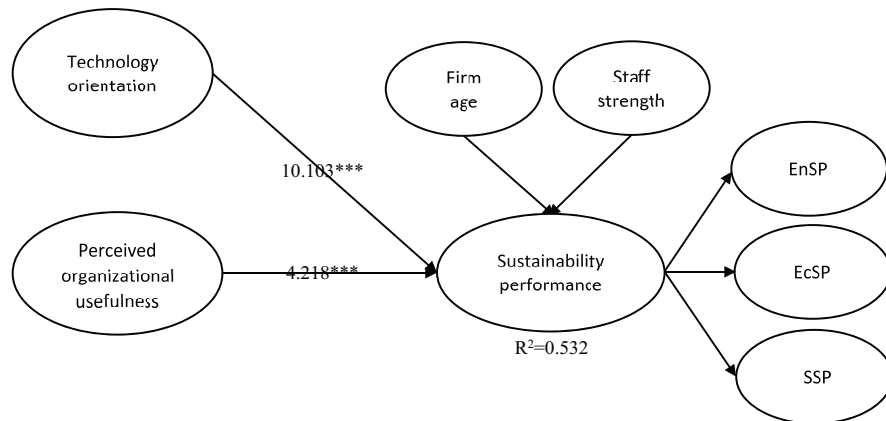 Technology
orientation
Firm
age
Staff
strength
10.103***
EnSP
Perceived
organizational
usefulness
4.218***
Sustainability
performance
EcSP
R²=0.532
SSP